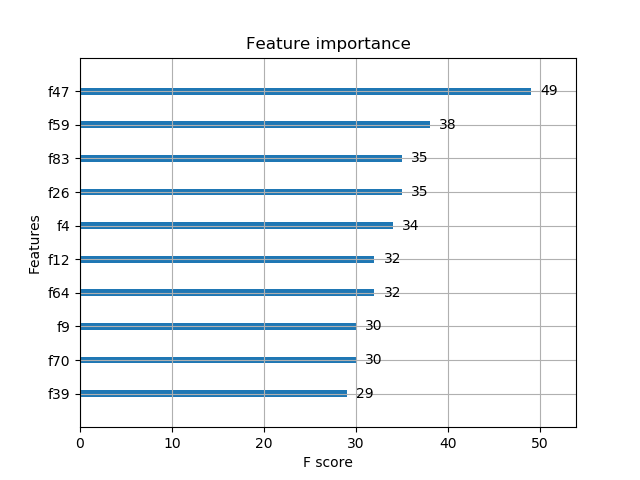 Feature importance
f47 49
f59 38
f83 35
f26 35
f4 34
f12 32
f64 32
f9 30
f70 30
f39 29
0 10 20 30 40 50
F score
Features